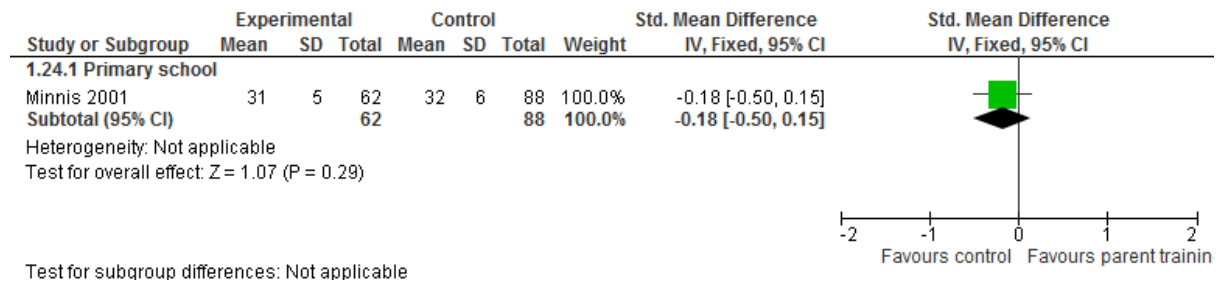 Experimental Control Std. Mean Difference Std. Mean Difference
Study or Subgroup Mean SD Total Mean SD Total Weight IV, Fixed, 95% CI IV, Fixed, 95% CI
1.24.1 Primary school
Minnis 2001 31 5 62 32 6 88 100.0% -0.18 [-0.50, 0.15]
Subtotal (95% CI) 62 88 100.0% -0.18 [-0.50, 0.15]
Heterogeneity: Not applicable
Test for overall effect: Z = 1.07 (P = 0.29)
-2 -1 0 1 2
Favours control Favours parent trainin
Test for subgroup differences: Not applicable